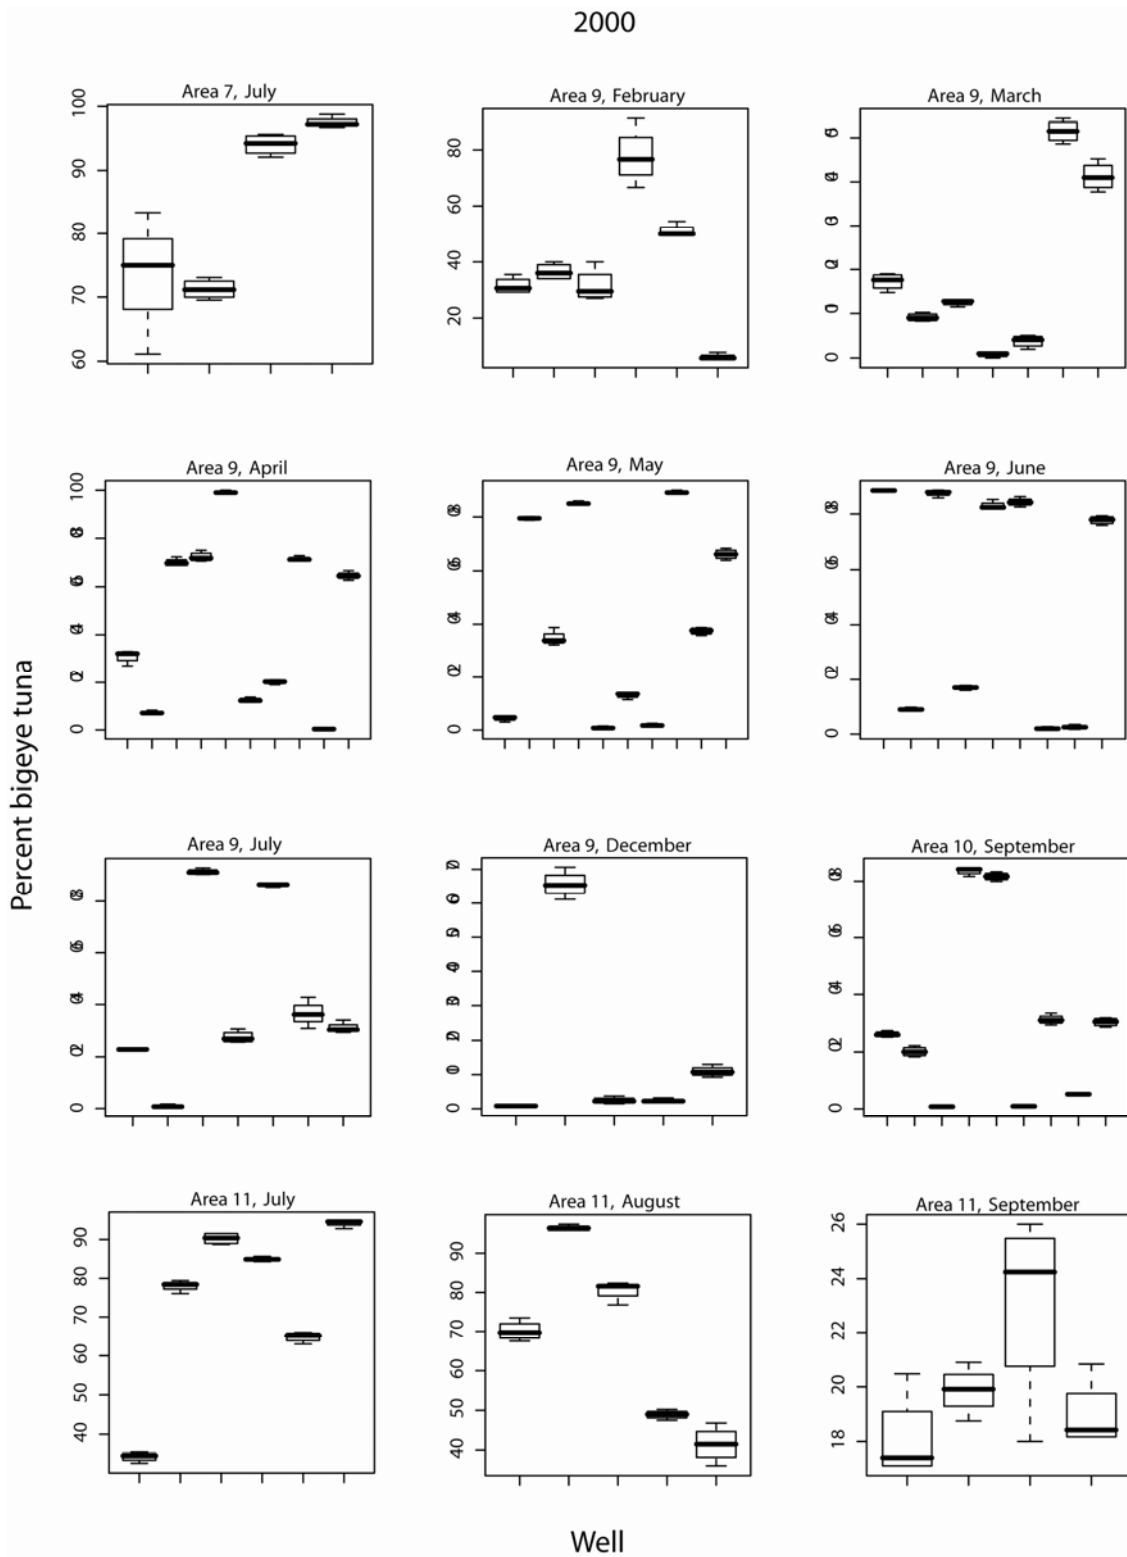 2000
Area 7, July
100
90
80
70
60
Area 9, February
80
60
40
20
Area 9, March
0
Area 9, April
100
0
Area 9, May
0
Area 9, June
0
Percent bigeye tuna
Area 9, July
0
Area 9, December
0
Area 10, September
0
Area 11, July
90
80
70
60
50
40
Area 11, August
90
80
70
60
50
40
Area 11, September
26
24
22
20
18
Well